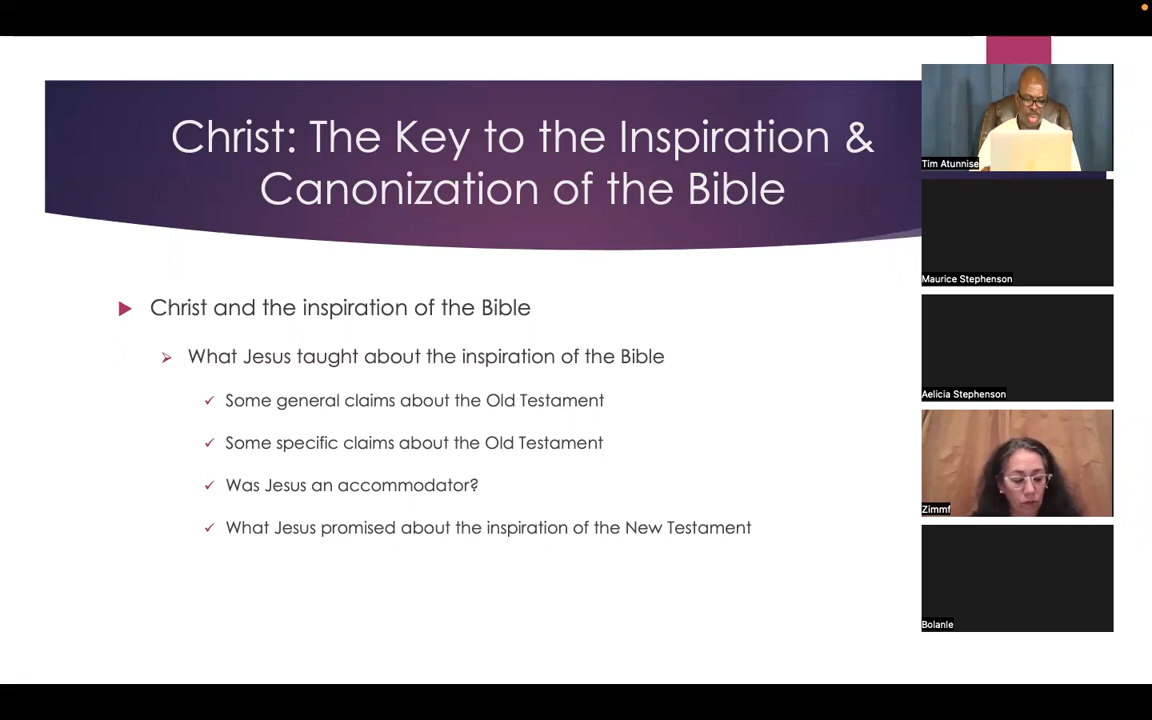 Christ: The Key to the Inspiration &
Canonization of the Bible
Christ and the inspiration of the Bible
What Jesus taught about the inspiration of the Bible
Some general claims about the Old Testament
Some specific claims about the Old Testament
Was Jesus an accommodator?
What Jesus promised about the inspiration of the New Testament
Tim Atunnise
Maurice Stephenson
Aelicia Stephenson
Zimmf
Bolanle